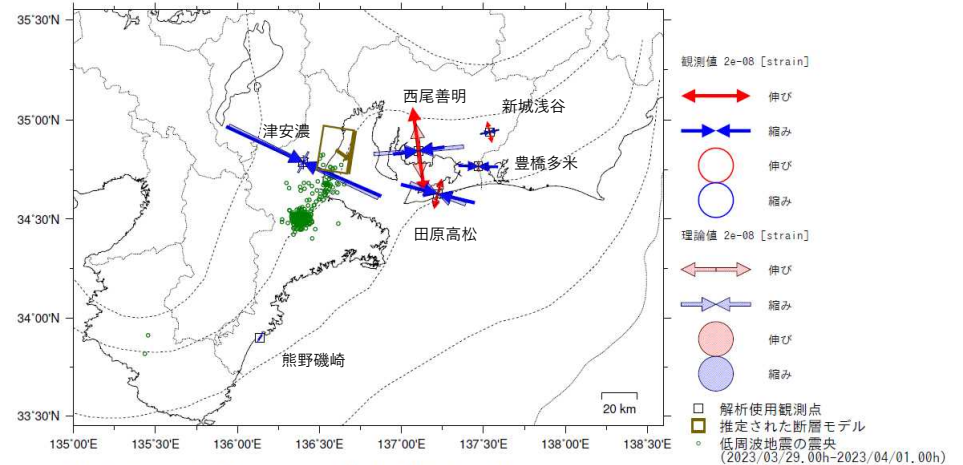 35°30'N
35°00'N
34°30'N
34°00'N
33°30'N
135°00'E
135°30'E
136°00'E
136°30'E
137°00'E
137°30'E
138°00'E
138°30'E
西尾善明
新城浅谷
津安濃
豊橋多米
田原高松
熊野磯崎
20 km
観測値 2e-08 [strain]
伸び
縮み
伸び
縮み
理論値 2e-08 [strain]
伸び
縮み
伸び
縮み
解析使用観測点
推定された断層モデル
低周波地震の震央
(2023/03/29.00h-2023/04/01.00h)